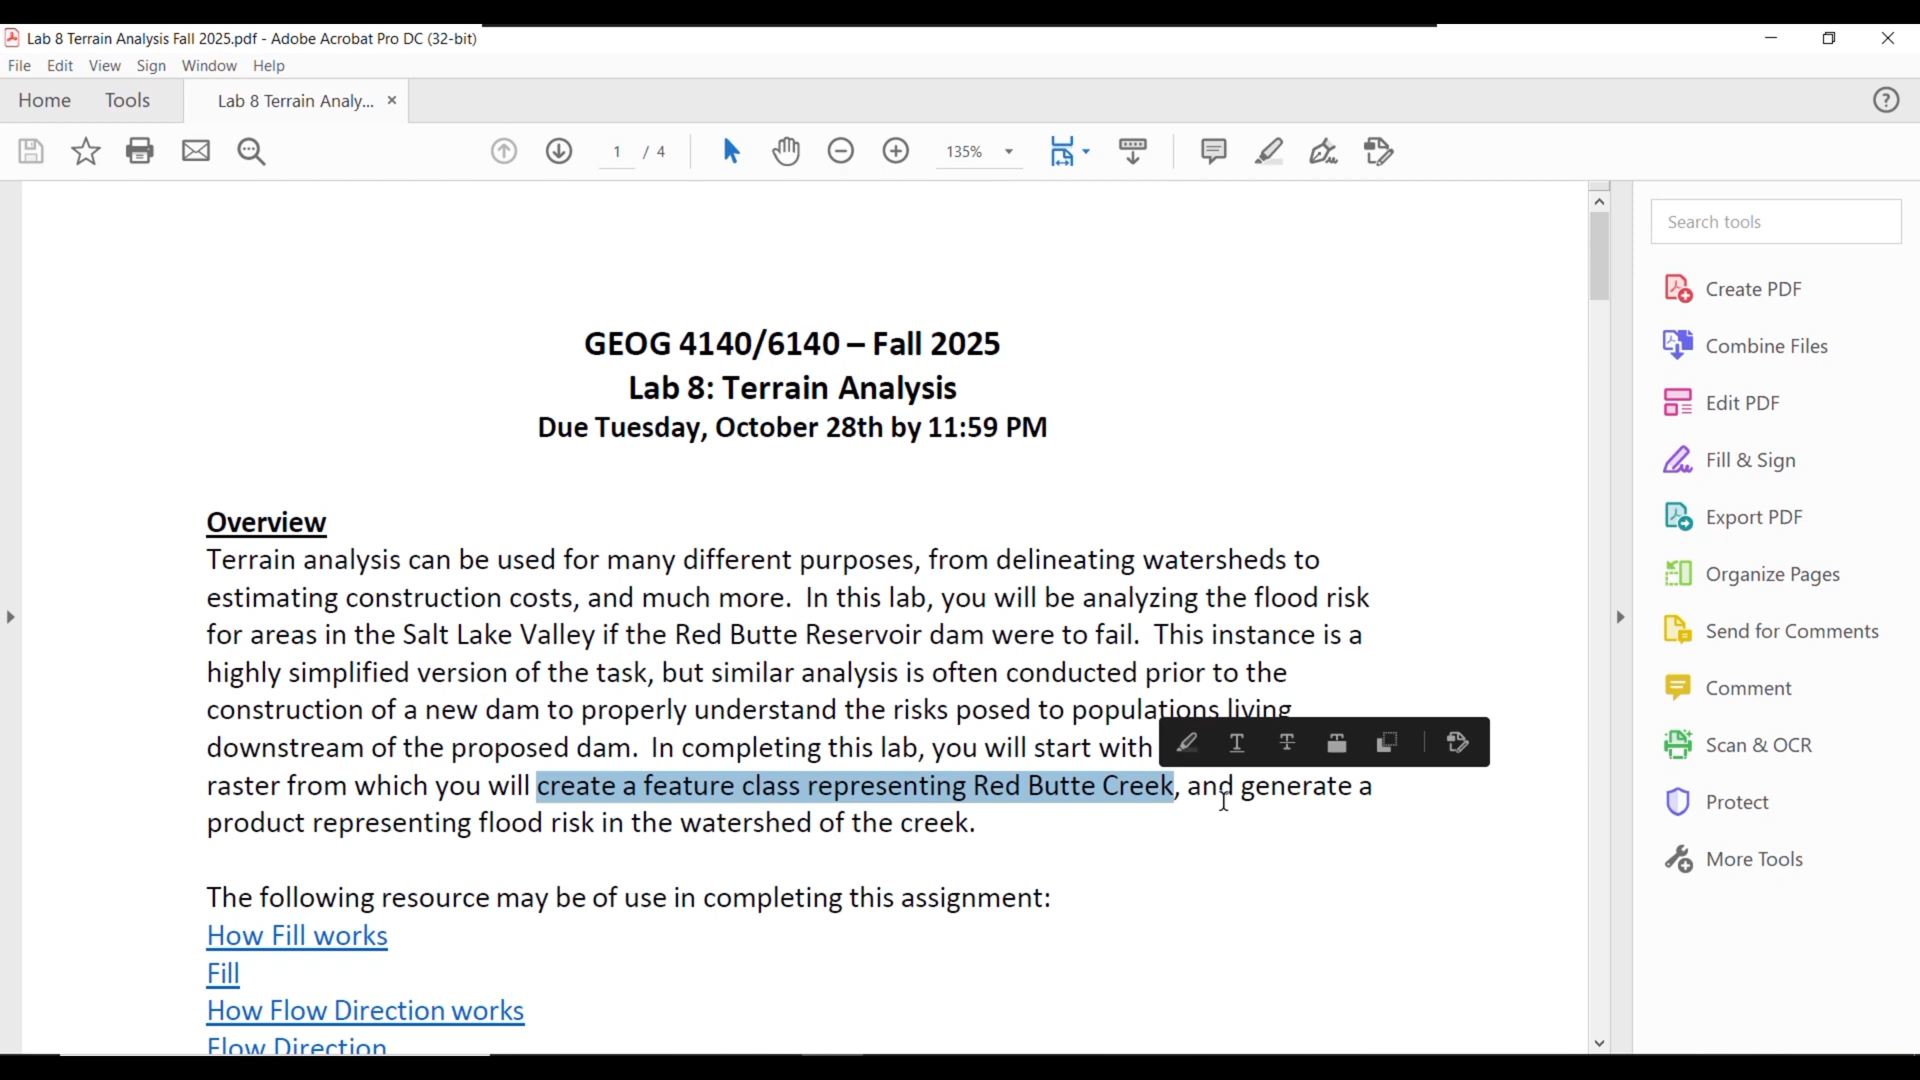 Lab 8 Terrain Analysis Fall 2025.pdf - Adobe Acrobat Pro DC (32-bit)
File Edit View Sign Window Help
Home Tools Lab 8 Terrain Analy... ×
1 / 4 135%
Search tools
Create PDF
Combine Files
Edit PDF
Fill & Sign
Export PDF
Organize Pages
Send for Comments
Comment
Scan & OCR
Protect
More Tools
GEOG 4140/6140 – Fall 2025
Lab 8: Terrain Analysis
Due Tuesday, October 28th by 11:59 PM
Overview
Terrain analysis can be used for many different purposes, from delineating watersheds to
estimating construction costs, and much more. In this lab, you will be analyzing the flood risk
for areas in the Salt Lake Valley if the Red Butte Reservoir dam were to fail. This instance is a
highly simplified version of the task, but similar analysis is often conducted prior to the
construction of a new dam to properly understand the risks posed to populations living
downstream of the proposed dam. In completing this lab, you will start with
raster from which you will create a feature class representing Red Butte Creek, and generate a
product representing flood risk in the watershed of the creek.
The following resource may be of use in completing this assignment:
How Fill works
Fill
How Flow Direction works
Flow Direction